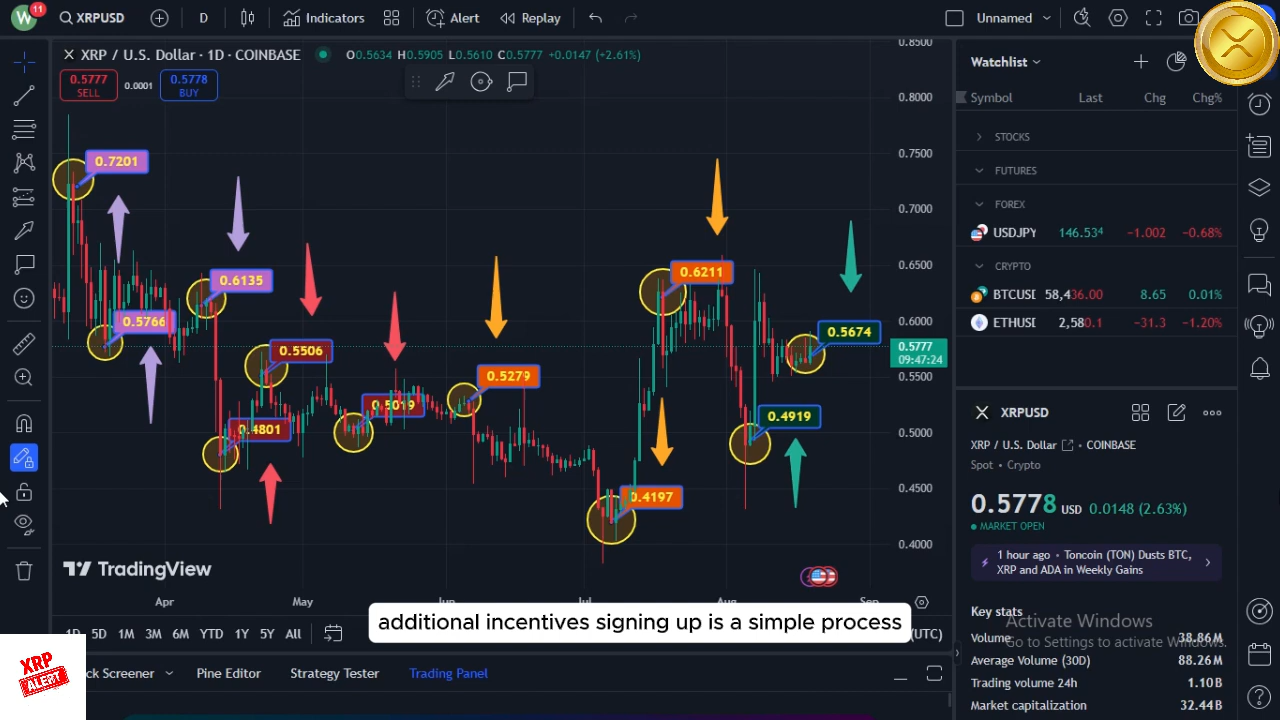 W
11
XRPUSD
D
Indicators
Alert
Replay
Unnamed
XRP / U.S. Dollar · 1D · COINBASE
O0.5634 H0.5905 L0.5610 C0.5777 +0.0147 (+2.61%)
0.5777
SELL
0.0001
0.5778
BUY
0.8500
0.8000
0.7500
0.7000
0.6500
0.6000
0.5777
09:47:24
0.5500
0.5000
0.4500
0.4000
0.7201
0.6135
0.5766
0.5506
0.4801
0.5019
0.5279
0.6211
0.4197
0.5674
0.4919
TradingView
Apr
May
Jun
Jul
Aug
Sep
additional incentives signing up is a simple process
1D 5D 1M 3M 6M YTD 1Y 5Y All
(UTC)
XRP
ALERT
ck Screener
Pine Editor
Strategy Tester
Trading Panel
Watchlist
Symbol Last Chg Chg%
STOCKS
FUTURES
FOREX
USDJPY 146.534 −1.002 −0.68%
CRYPTO
BTCUSD 58,436.00 8.65 0.01%
ETHUSD 2,580.1 −31.3 −1.20%
XRPUSD
XRP / U.S. Dollar COINBASE
Spot • Crypto
0.5778 USD 0.0148 (2.63%)
MARKET OPEN
1 hour ago • Toncoin (TON) Dusts BTC,
XRP and ADA in Weekly Gains
Key stats
Activate Windows
Volume 38.86M
Go to Settings to activate Windows.
Average Volume (30D) 88.26M
Trading volume 24h 1.10B
Market capitalization 32.44B